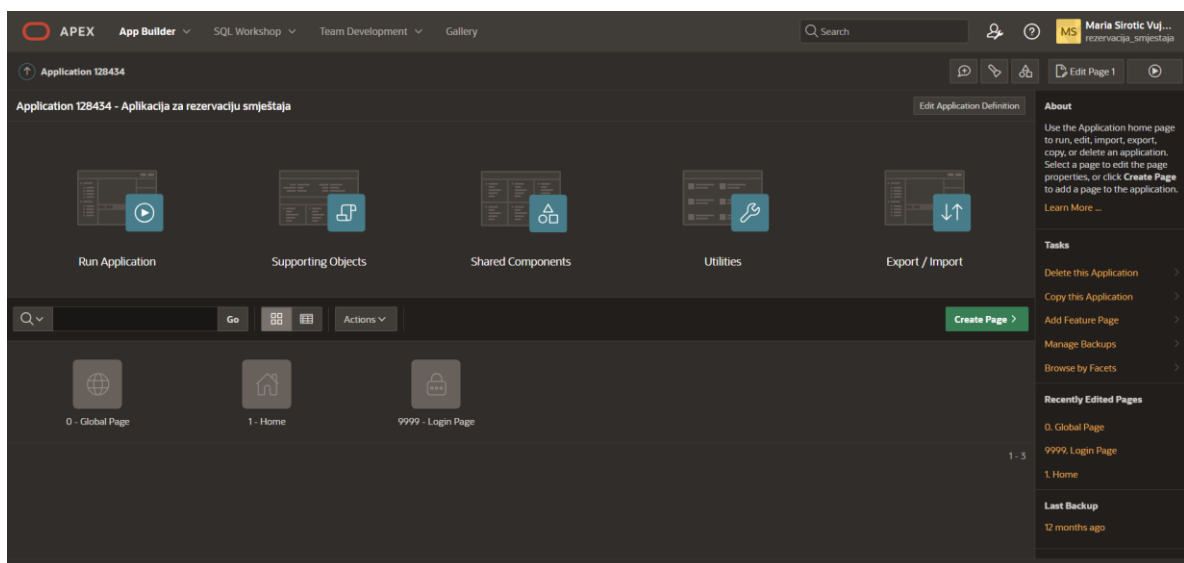 APEX App Builder SQL Workshop Team Development Gallery Search MS Maria Sirotic Vuj...
rezervacija_smjestaja
Application 128434 Edit Page 1
Application 128434 - Aplikacija za rezervaciju smještaja Edit Application Definition
Run Application Supporting Objects Shared Components Utilities Export / Import
Go Actions Create Page
0 - Global Page 1 - Home 9999 - Login Page
1 - 3
About
Use the Application home page
to run, edit, import, export,
copy, or delete an application.
Select a page to edit the page
properties, or click Create Page
to add a page to the application.
Learn More ...
Tasks
Delete this Application
Copy this Application
Add Feature Page
Manage Backups
Browse by Facets
Recently Edited Pages
0. Global Page
9999. Login Page
1. Home
Last Backup
12 months ago